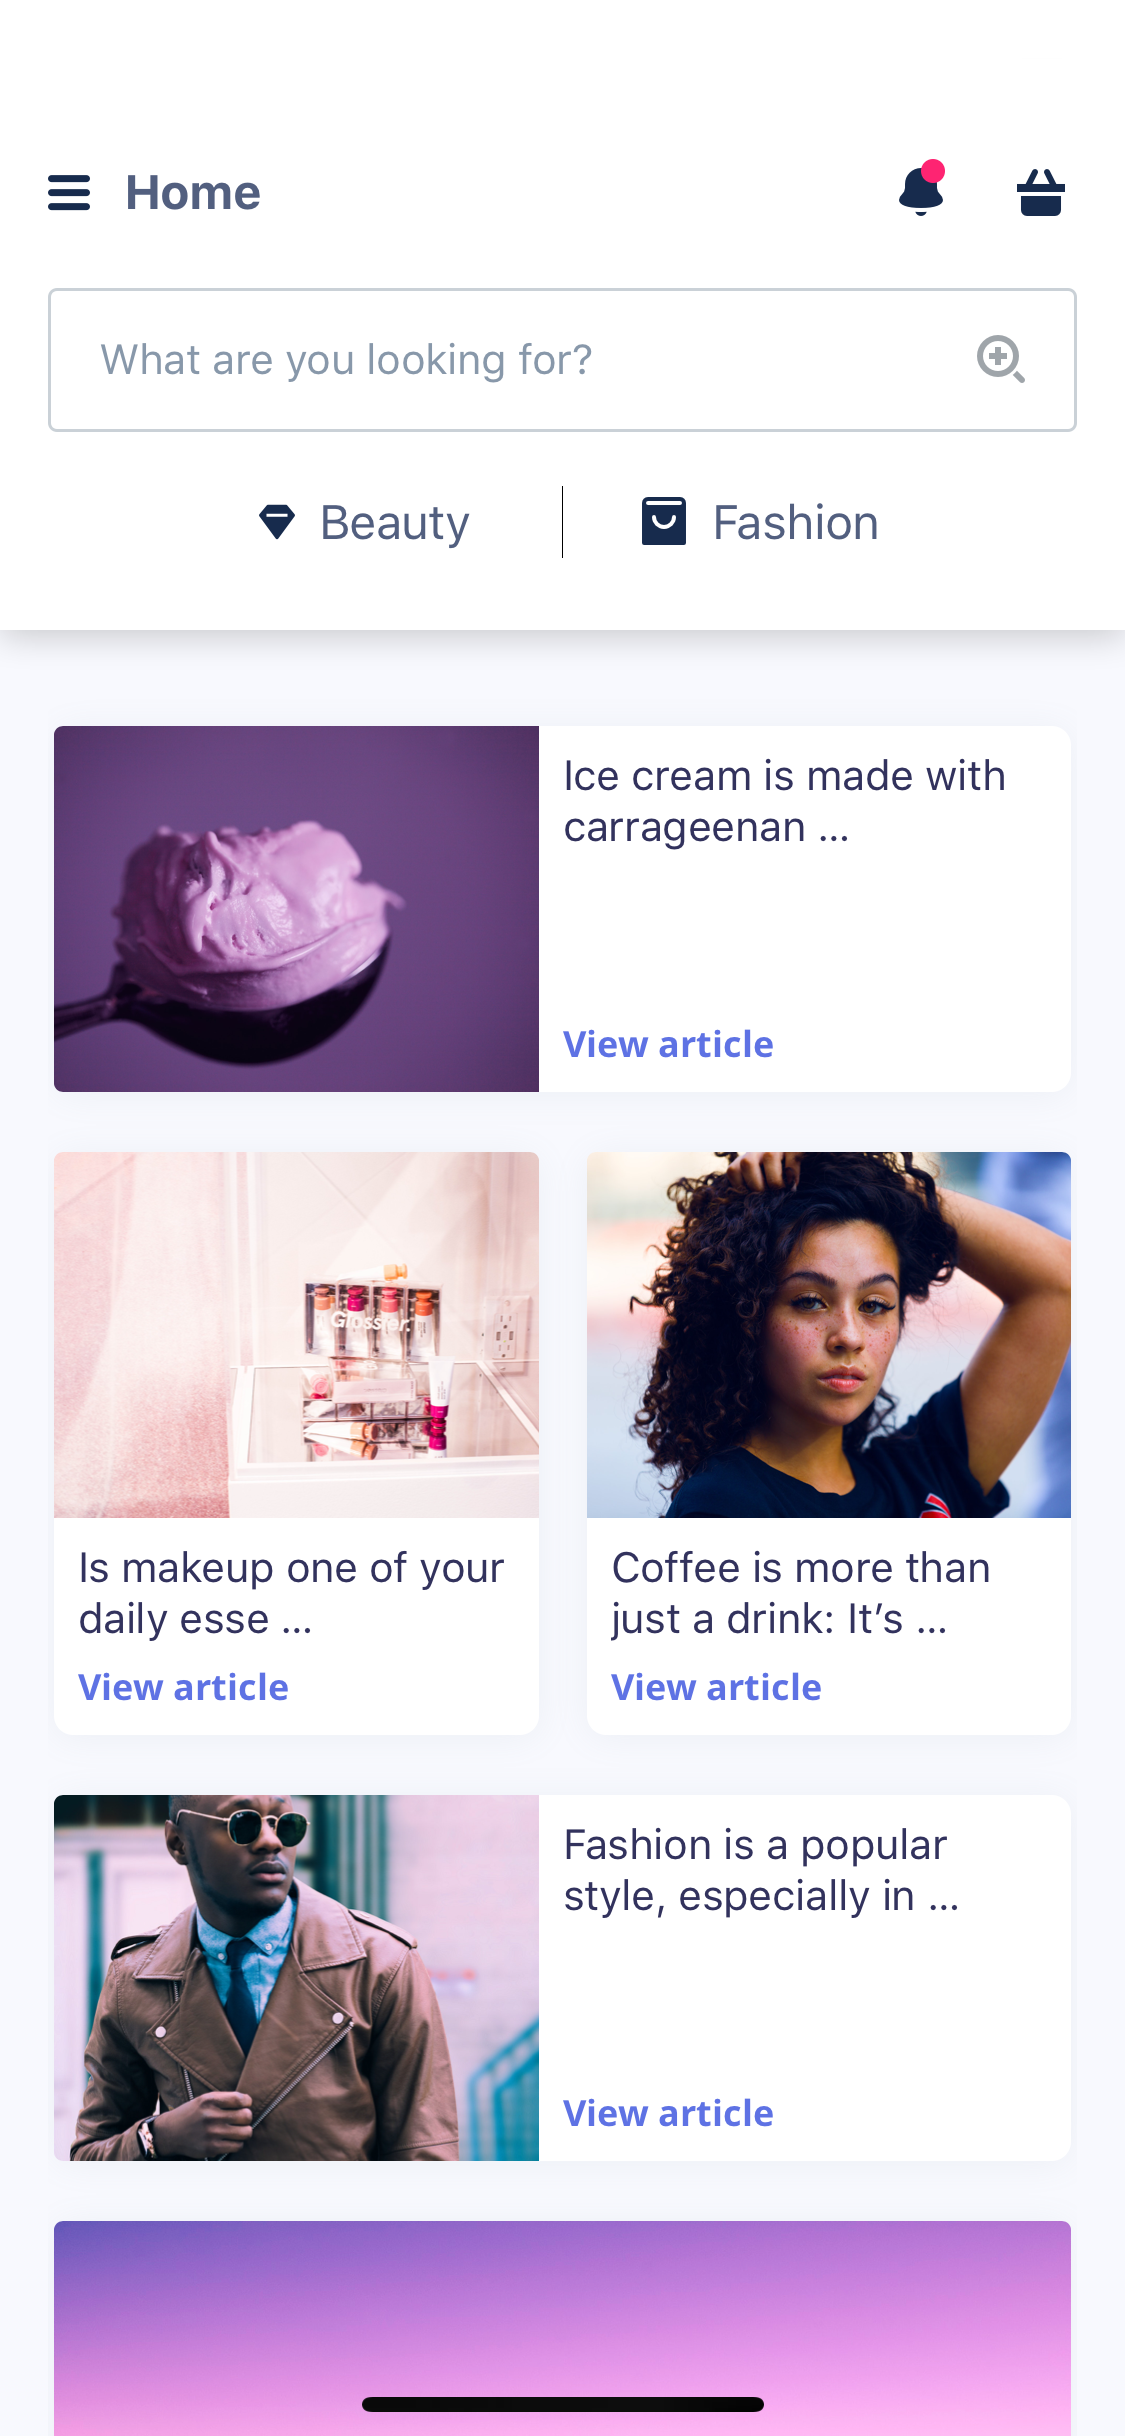 Home
What are you looking for?
Beauty
Fashion
Ice cream is made with
carrageenan ...
View article
Glossier.
Is makeup one of your
daily esse ...
View article
Coffee is more than
just a drink: It’s ...
View article
Fashion is a popular
style, especially in ...
View article